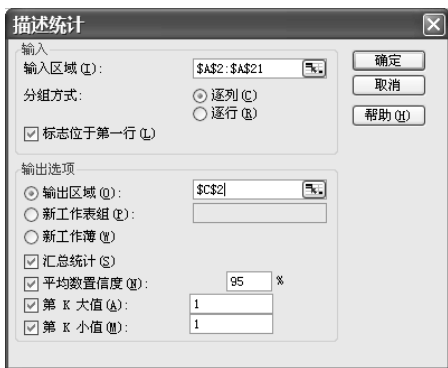 描述统计
输入
输入区域(I): $A$2:$A$21
分组方式: 逐列(C)
逐行(R)
标志位于第一行(L)
确定
取消
帮助(H)
输出选项
输出区域(O): $C$2
新工作表组(P):
新工作薄(W)
汇总统计(S)
平均数置信度(N): 95 %
第 K 大值(A): 1
第 K 小值(M): 1